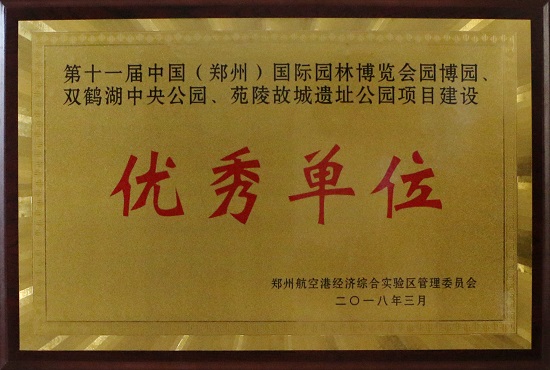 第十一届中国（郑州）国际园林博览会园博园、
双鹤湖中央公园、苑陵故城遗址公园项目建设
优秀单位
郑州航空港经济综合实验区管理委员会
二〇一八年三月